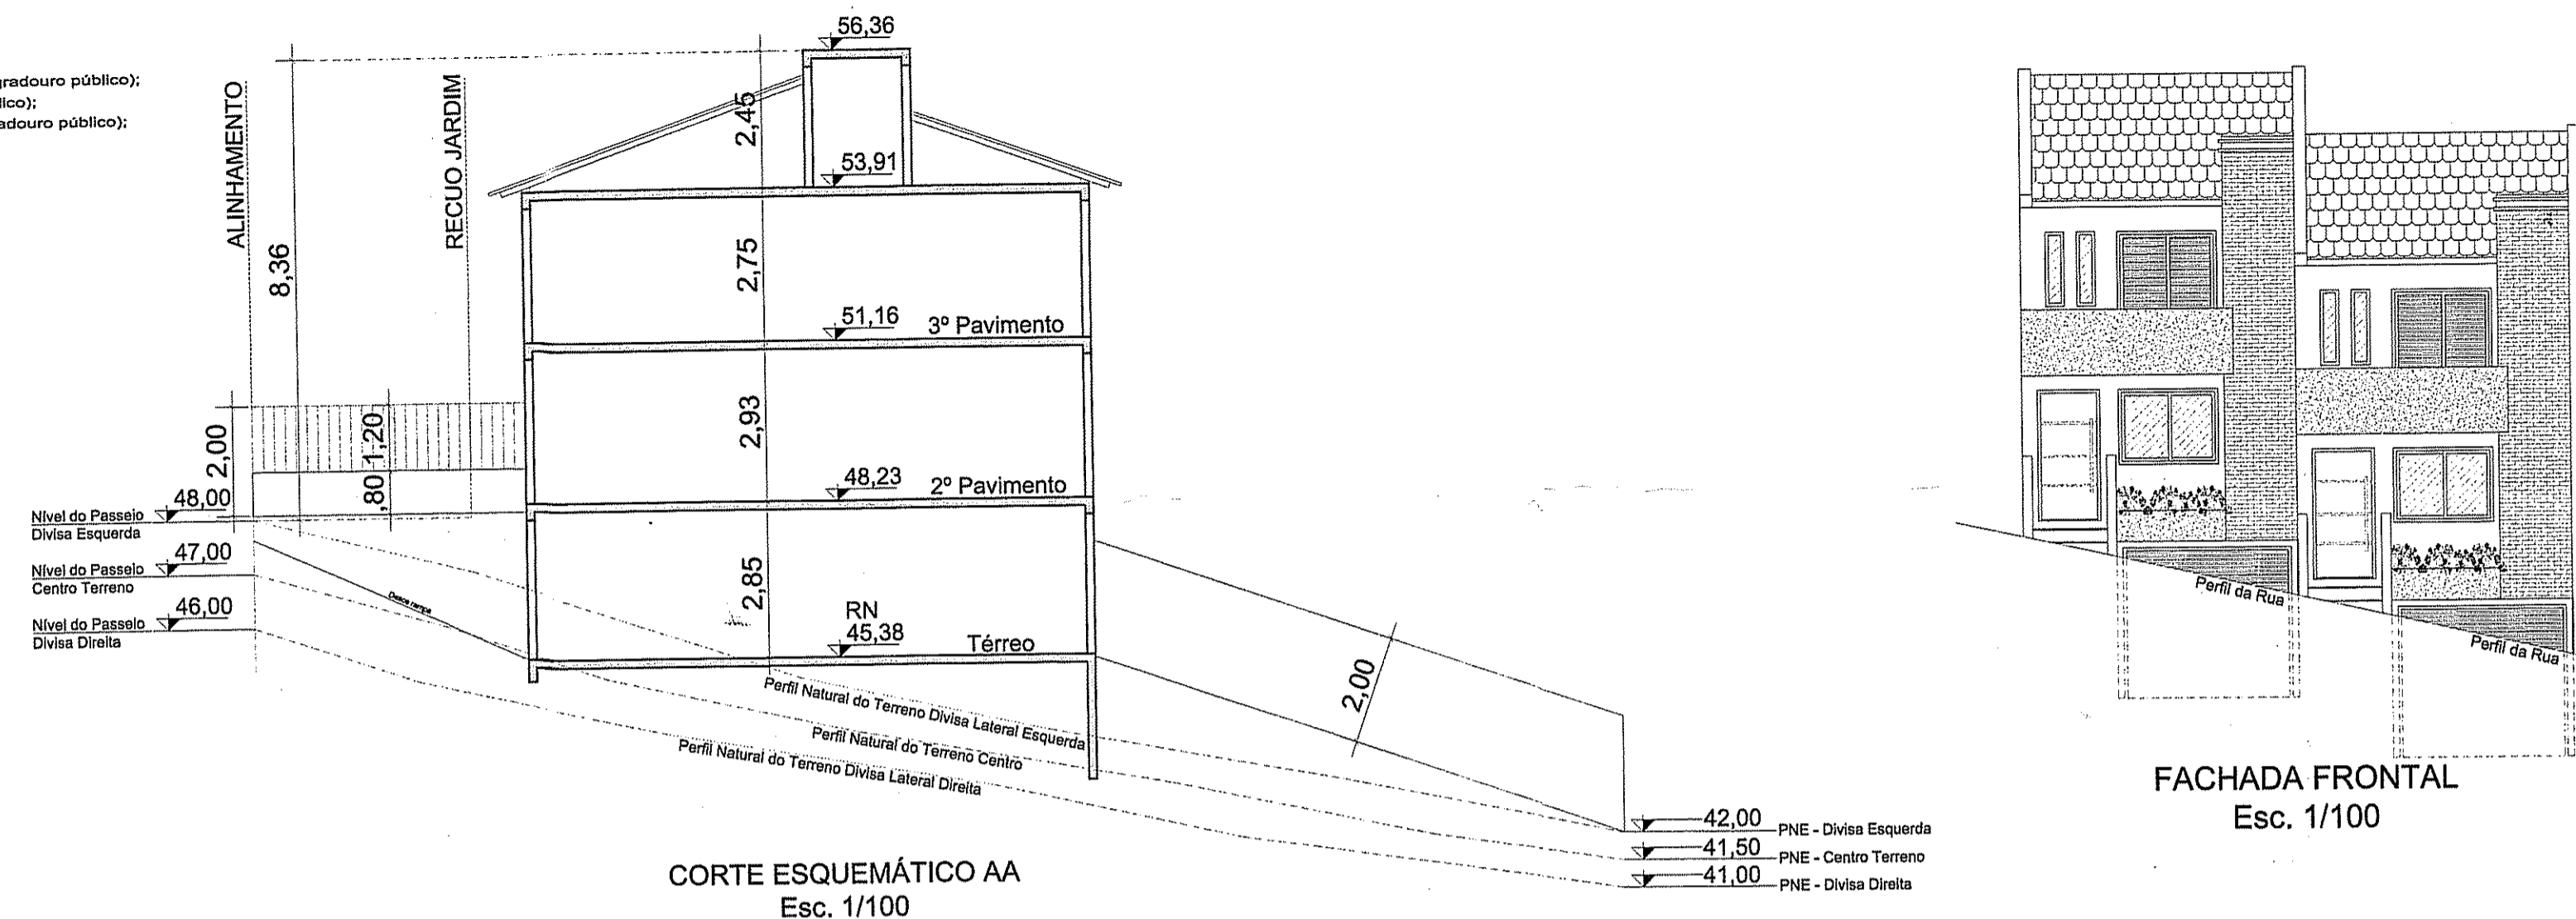 gradouro público);
lico);
adouro público);
ALINHAMENTO
RECUO JARDIM
8,36
56,36
2,45
53,91
2,75
51,16
3º Pavimento
2,93
2,00
1,20
,80
48,23
2º Pavimento
2,85
RN
45,38
Térreo
Nível do Passeio
Divisa Esquerda
48,00
Nível do Passeio
Centro Terreno
47,00
Nível do Passeio
Divisa Direita
46,00
Desce rampa
Perfil Natural do Terreno Divisa Lateral Esquerda
Perfil Natural do Terreno Centro
Perfil Natural do Terreno Divisa Lateral Direita
2,00
42,00
PNE - Divisa Esquerda
41,50
PNE - Centro Terreno
41,00
PNE - Divisa Direita
CORTE ESQUEMÁTICO AA
Esc. 1/100
Perfil da Rua
Perfil da Rua
FACHADA FRONTAL
Esc. 1/100